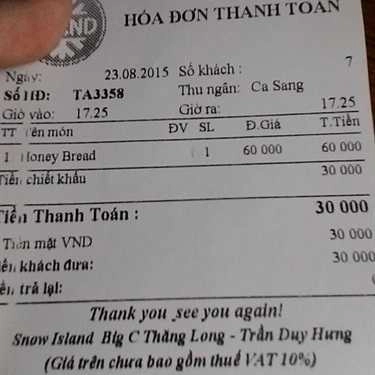 HÓA ĐƠN THANH TOÁN
Ngày: 23.08.2015 Số khách: 7
Số HĐ: TA3358 Thu ngân: Ca Sang
Giờ vào: 17.25 Giờ ra: 17.25
TT Tên món ĐV SL Đ.Giá T.Tiền
1 Honey Bread 1 60 000 60 000
Tiền chiết khấu 30 000
Tiền Thanh Toán : 30 000
Tiền mặt VND 30 000
Tiền khách đưa: 30 000
Tiền trả lại:
Thank you see you again!
Snow Island Big C Thăng Long - Trần Duy Hưng
(Giá trên chưa bao gồm thuế VAT 10%)